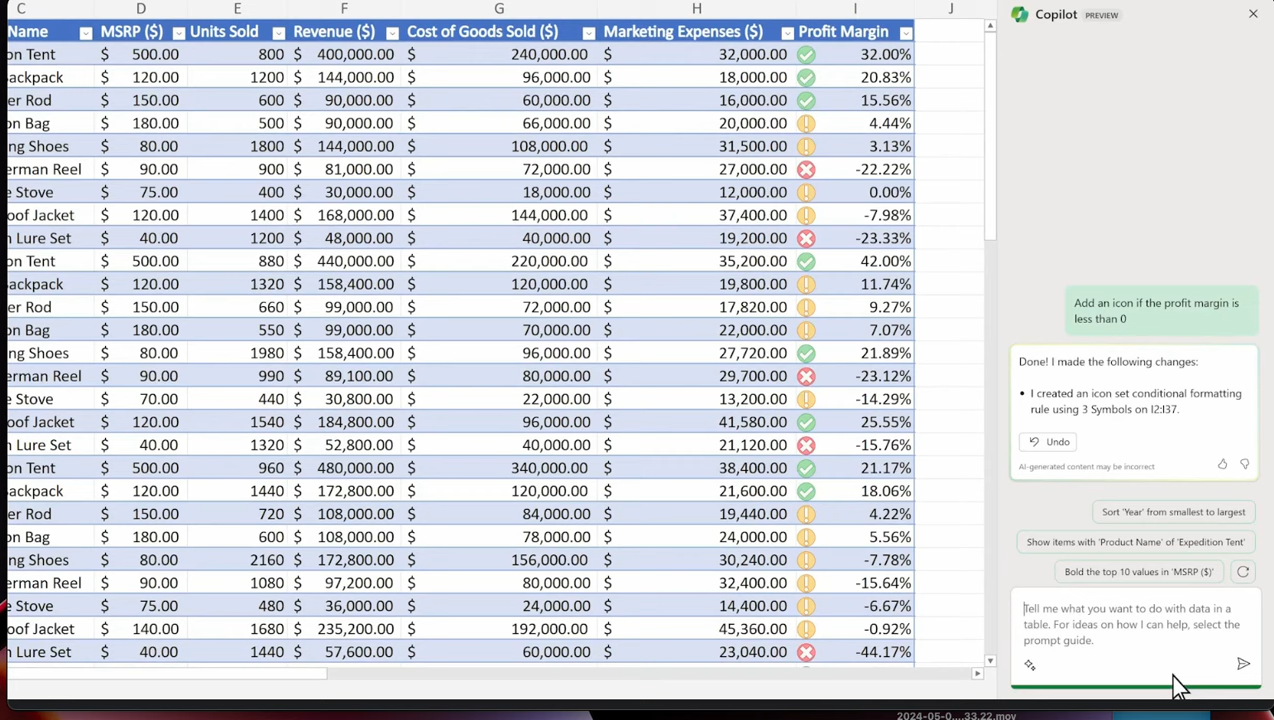 C D E F G H I J
Name MSRP ($) Units Sold Revenue ($) Cost of Goods Sold ($) Marketing Expenses ($) Profit Margin
on Tent $ 500.00 800 $ 400,000.00 $ 240,000.00 $ 32,000.00 32.00%
ackpack $ 120.00 1200 $ 144,000.00 $ 96,000.00 $ 18,000.00 20.83%
er Rod $ 150.00 600 $ 90,000.00 $ 60,000.00 $ 16,000.00 15.56%
on Bag $ 180.00 500 $ 90,000.00 $ 66,000.00 $ 20,000.00 4.44%
ng Shoes $ 80.00 1800 $ 144,000.00 $ 108,000.00 $ 31,500.00 3.13%
erman Reel $ 90.00 900 $ 81,000.00 $ 72,000.00 $ 27,000.00 -22.22%
e Stove $ 75.00 400 $ 30,000.00 $ 18,000.00 $ 12,000.00 0.00%
oof Jacket $ 120.00 1400 $ 168,000.00 $ 144,000.00 $ 37,400.00 -7.98%
n Lure Set $ 40.00 1200 $ 48,000.00 $ 40,000.00 $ 19,200.00 -23.33%
on Tent $ 500.00 880 $ 440,000.00 $ 220,000.00 $ 35,200.00 42.00%
ackpack $ 120.00 1320 $ 158,400.00 $ 120,000.00 $ 19,800.00 11.74%
er Rod $ 150.00 660 $ 99,000.00 $ 72,000.00 $ 17,820.00 9.27%
on Bag $ 180.00 550 $ 99,000.00 $ 70,000.00 $ 22,000.00 7.07%
ng Shoes $ 80.00 1980 $ 158,400.00 $ 96,000.00 $ 27,720.00 21.89%
erman Reel $ 90.00 990 $ 89,100.00 $ 80,000.00 $ 29,700.00 -23.12%
e Stove $ 70.00 440 $ 30,800.00 $ 22,000.00 $ 13,200.00 -14.29%
oof Jacket $ 120.00 1540 $ 184,800.00 $ 96,000.00 $ 41,580.00 25.55%
n Lure Set $ 40.00 1320 $ 52,800.00 $ 40,000.00 $ 21,120.00 -15.76%
on Tent $ 500.00 960 $ 480,000.00 $ 340,000.00 $ 38,400.00 21.17%
ackpack $ 120.00 1440 $ 172,800.00 $ 120,000.00 $ 21,600.00 18.06%
er Rod $ 150.00 720 $ 108,000.00 $ 84,000.00 $ 19,440.00 4.22%
on Bag $ 180.00 600 $ 108,000.00 $ 78,000.00 $ 24,000.00 5.56%
ng Shoes $ 80.00 2160 $ 172,800.00 $ 156,000.00 $ 30,240.00 -7.78%
erman Reel $ 90.00 1080 $ 97,200.00 $ 80,000.00 $ 32,400.00 -15.64%
e Stove $ 75.00 480 $ 36,000.00 $ 24,000.00 $ 14,400.00 -6.67%
oof Jacket $ 140.00 1680 $ 235,200.00 $ 192,000.00 $ 45,360.00 -0.92%
n Lure Set $ 40.00 1440 $ 57,600.00 $ 60,000.00 $ 23,040.00 -44.17%
Copilot PREVIEW
Add an icon if the profit margin is
less than 0
Done! I made the following changes:
• I created an icon set conditional formatting
rule using 3 Symbols on I2:I37.
Undo
AI-generated content may be incorrect
Sort 'Year' from smallest to largest
Show items with 'Product Name' of 'Expedition Tent'
Bold the top 10 values in 'MSRP ($)'
Tell me what you want to do with data in a
table. For ideas on how I can help, select the
prompt guide.
2024-05-0....33.22.mov